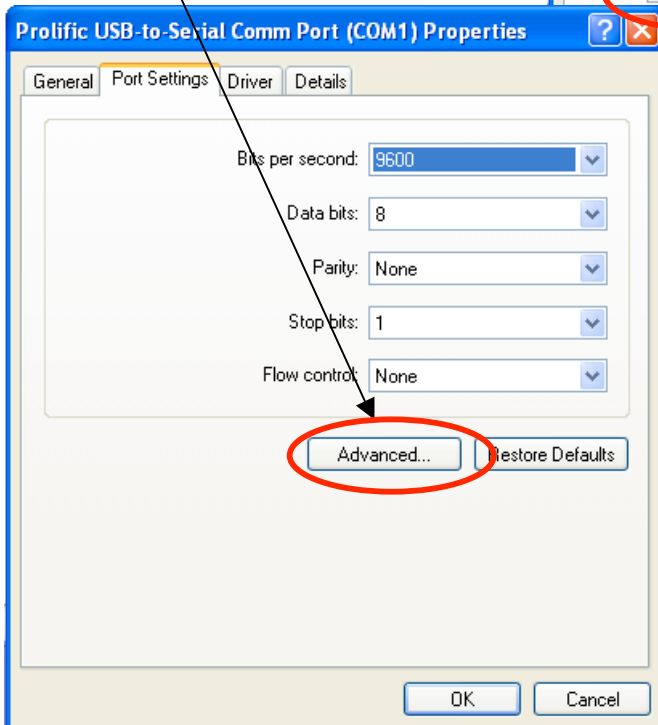 Prolific USB-to-Serial Comm Port (COM1) Properties
General Port Settings Driver Details
Bits per second: 9600
Data bits: 8
Parity: None
Stop bits: 1
Flow control: None
Advanced... Restore Defaults
OK Cancel